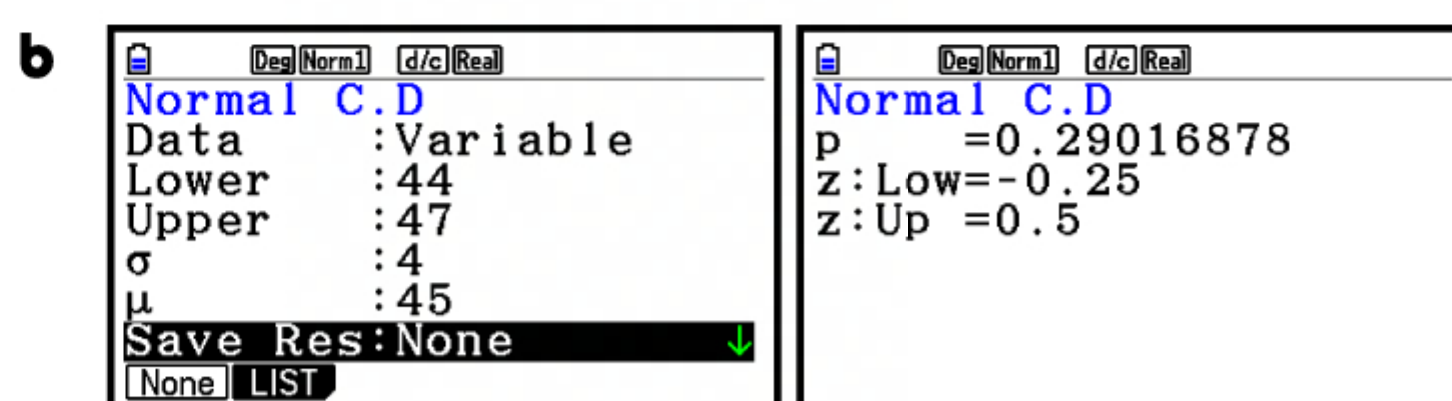 b
Deg Norm1 d/c Real
Normal C.D
Data :Variable
Lower :44
Upper :47
σ :4
μ :45
Save Res:None
None LIST
Deg Norm1 d/c Real
Normal C.D
p =0.29016878
z:Low=-0.25
z:Up =0.5